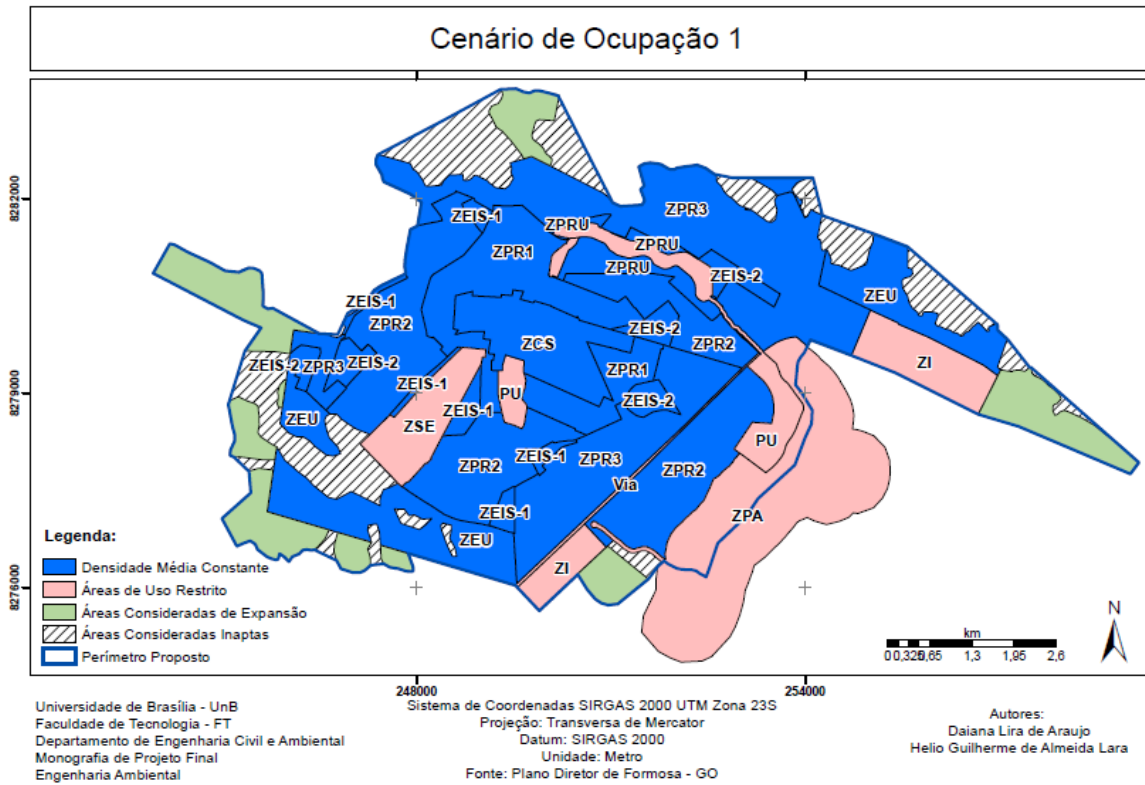 Cenário de Ocupação 1
8282000
8279000
8276000
ZEIS-1
ZPR1
ZPRU
ZPR3
ZPRU
ZPRU
ZEIS-2
ZEU
ZEIS-1
ZPR2
ZEIS-2
ZPR3
ZEIS-2
ZCS
ZEIS-2
ZPR2
ZPR1
ZI
ZEIS-1
PU
ZEIS-1
ZEIS-2
ZEU
ZSE
PU
ZPR2
ZEIS-1
ZPR3
ZPR2
Via
ZEIS-1
ZPA
ZEU
ZI
Legenda:
Densidade Média Constante
Áreas de Uso Restrito
Áreas Consideradas de Expansão
Áreas Consideradas Inaptas
Perímetro Proposto
N
km
0 0,325 0,65 1,3 1,95 2,6
248000
254000
Universidade de Brasília - UnB
Faculdade de Tecnologia - FT
Departamento de Engenharia Civil e Ambiental
Monografia de Projeto Final
Engenharia Ambiental
Sistema de Coordenadas SIRGAS 2000 UTM Zona 23S
Projeção: Transversa de Mercator
Datum: SIRGAS 2000
Unidade: Metro
Fonte: Plano Diretor de Formosa - GO
Autores:
Daiana Lira de Araujo
Helio Guilherme de Almeida Lara